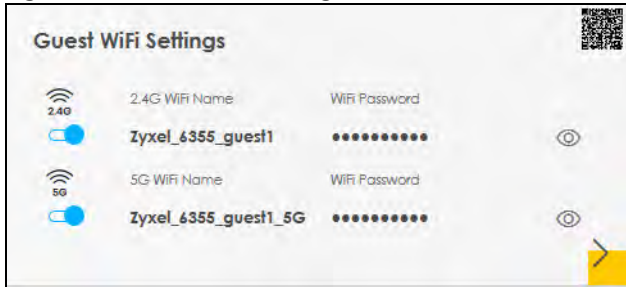 Guest WiFi Settings
2.4G
2.4G WiFi Name WiFi Password
Zyxel_6355_guest1 ●●●●●●●●●●
5G
5G WiFi Name WiFi Password
Zyxel_6355_guest1_5G ●●●●●●●●●●